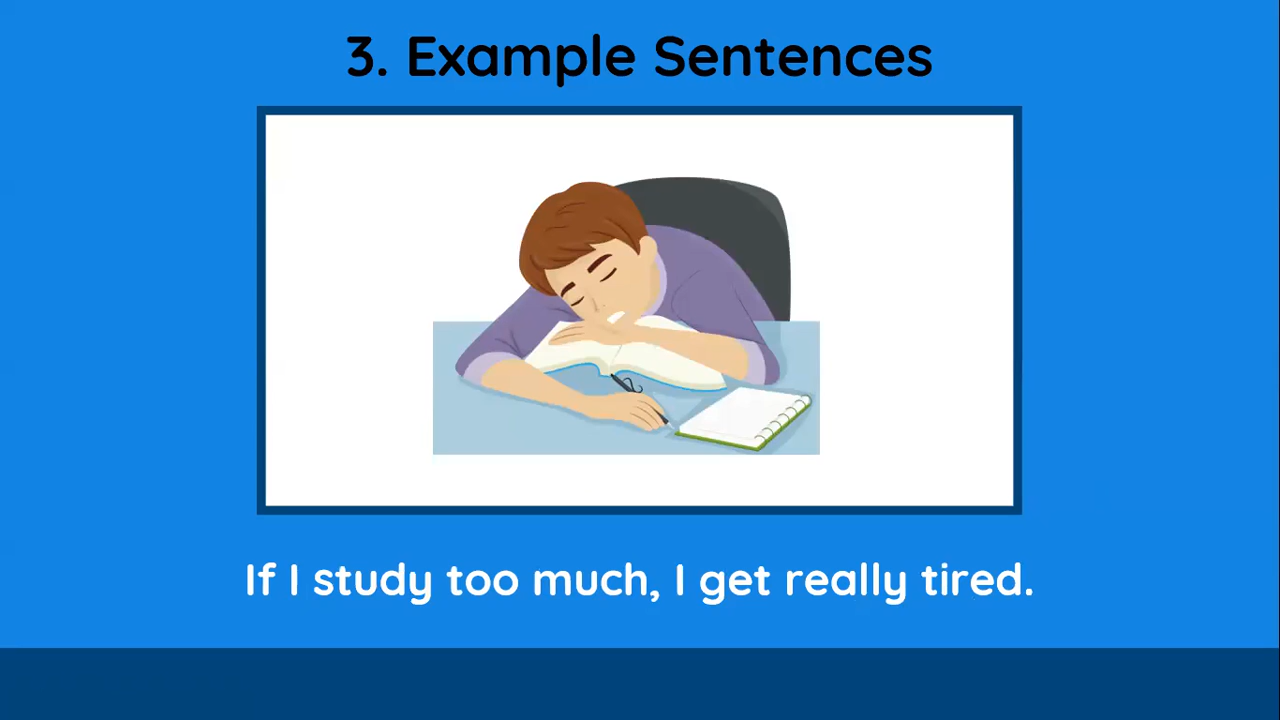 3. Example Sentences
If I study too much, I get really tired.